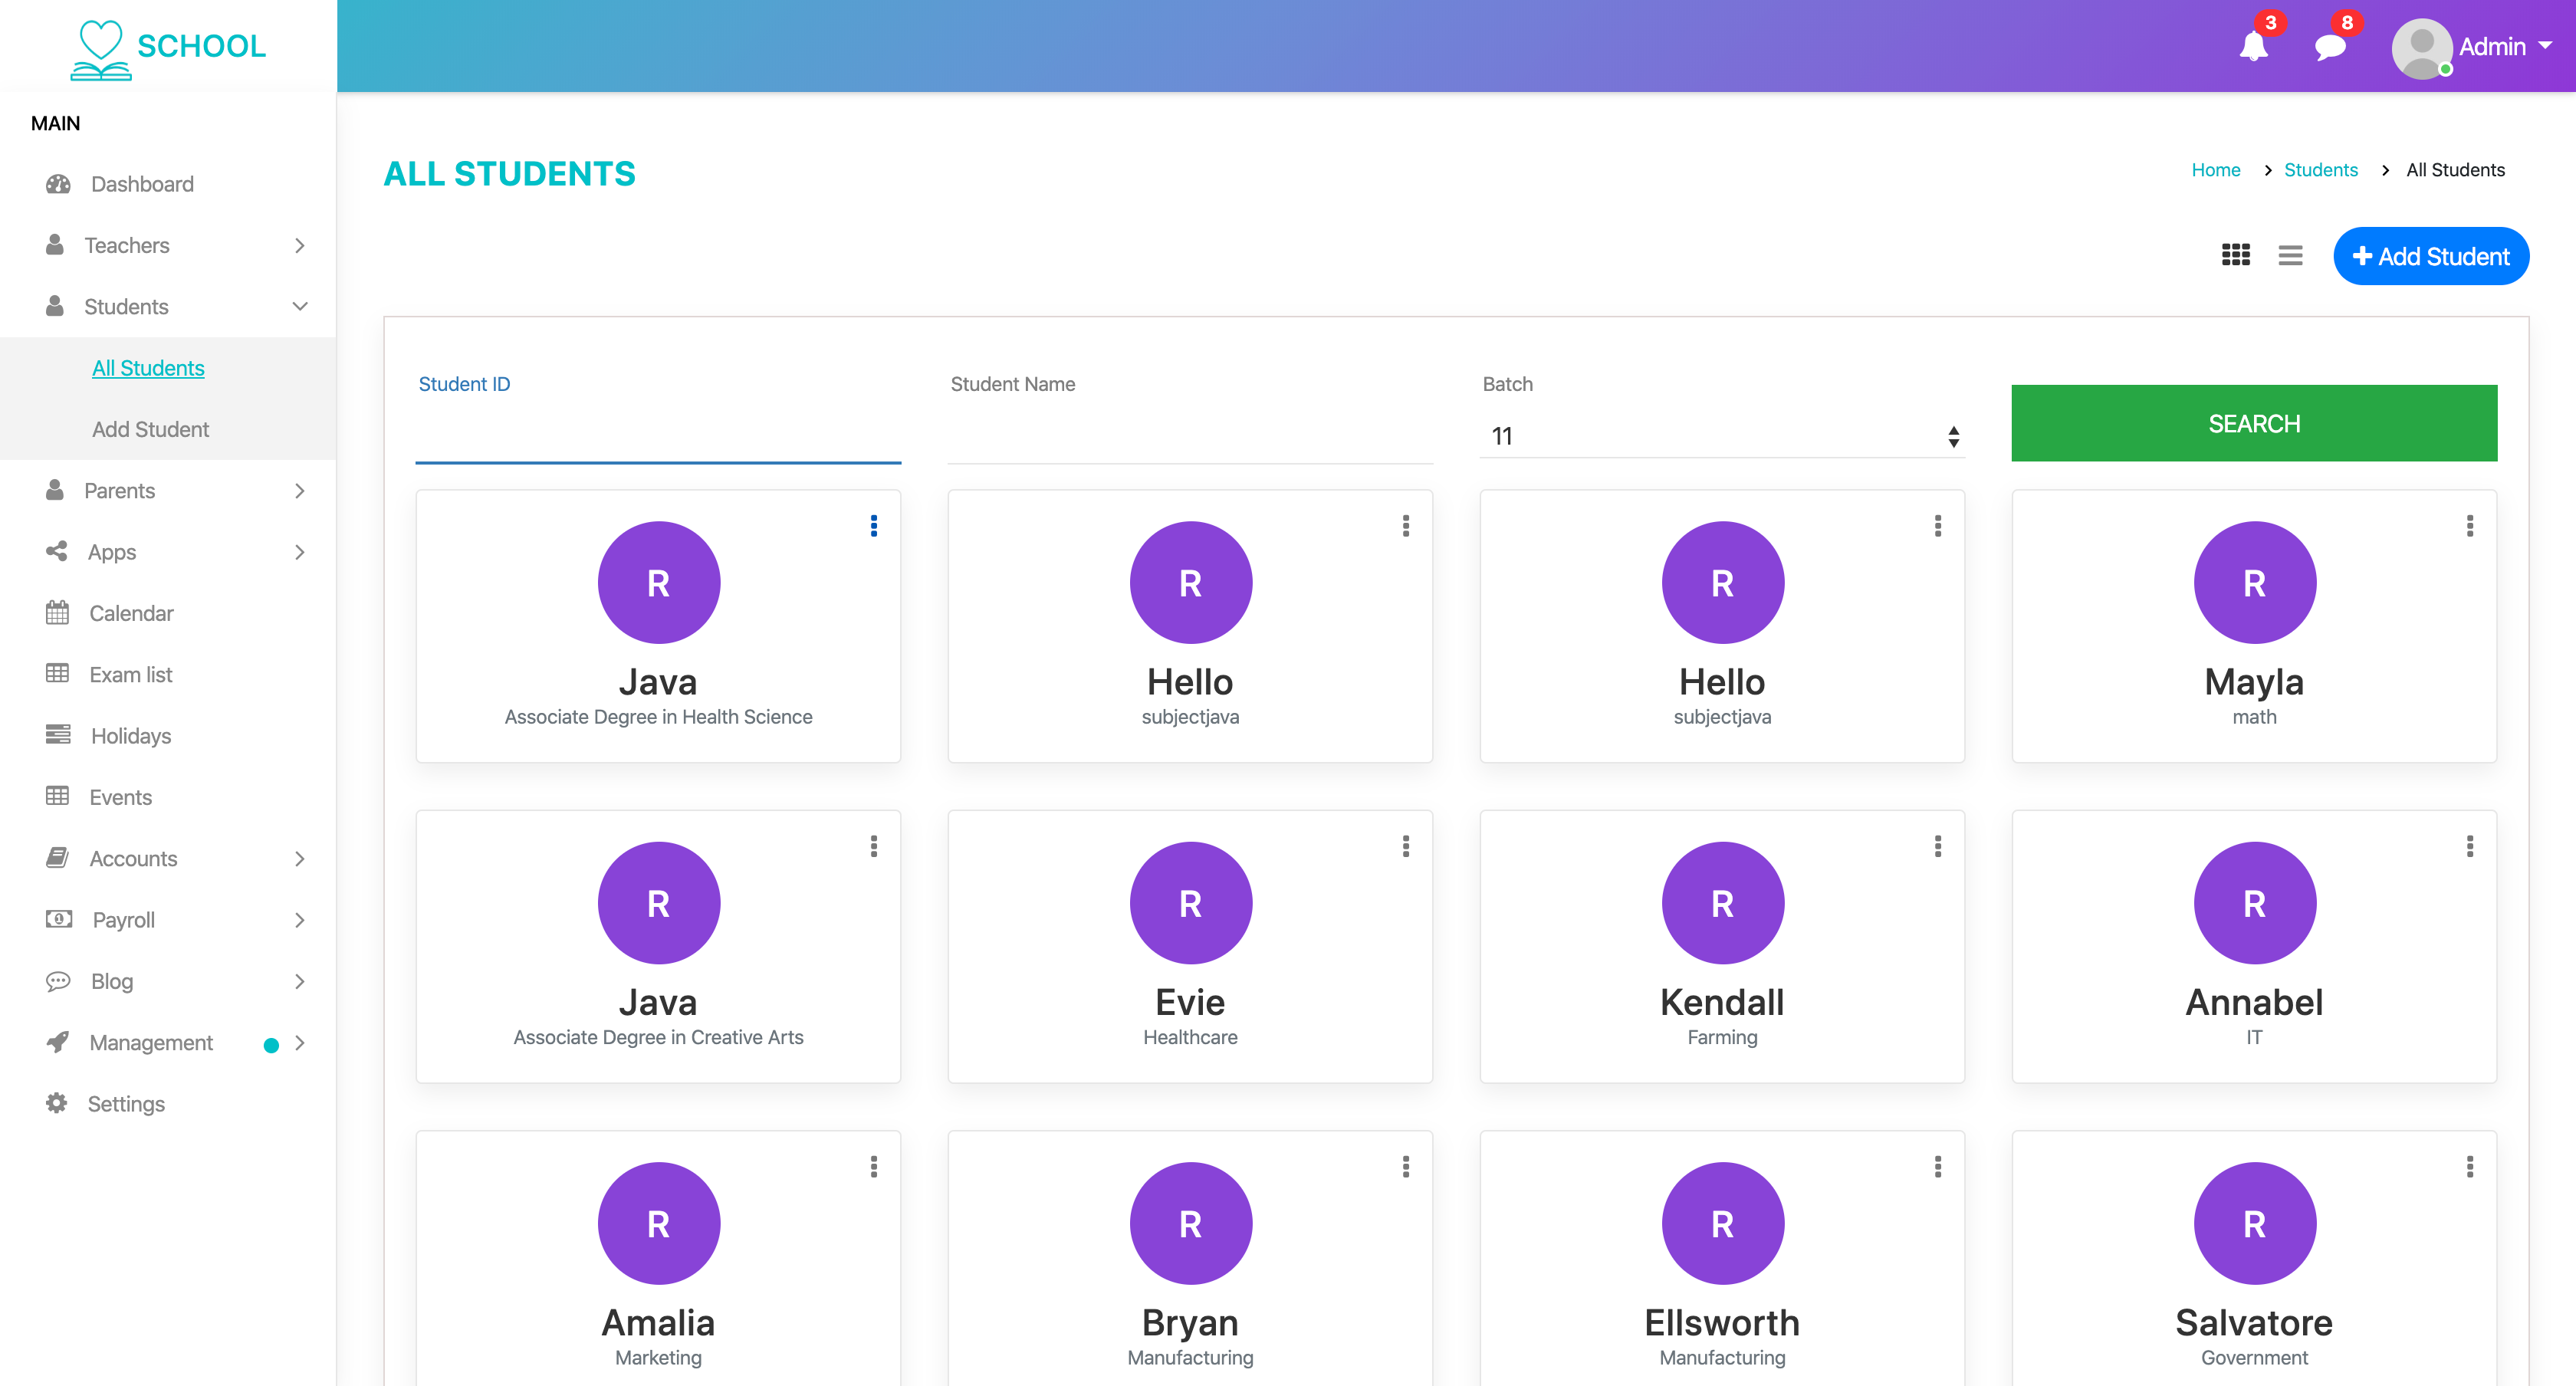 SCHOOL
3
8
Admin
MAIN
Dashboard
Teachers
Students
All Students
Add Student
Parents
Apps
Calendar
Exam list
Holidays
Events
Accounts
Payroll
Blog
Management
Settings
ALL STUDENTS
Home > Students > All Students
Add Student
Student ID
Student Name
Batch
11
SEARCH
R
Java
Associate Degree in Health Science
R
Hello
subjectjava
R
Hello
subjectjava
R
Mayla
math
R
Java
Associate Degree in Creative Arts
R
Evie
Healthcare
R
Kendall
Farming
R
Annabel
IT
R
Amalia
Marketing
R
Bryan
Manufacturing
R
Ellsworth
Manufacturing
R
Salvatore
Government